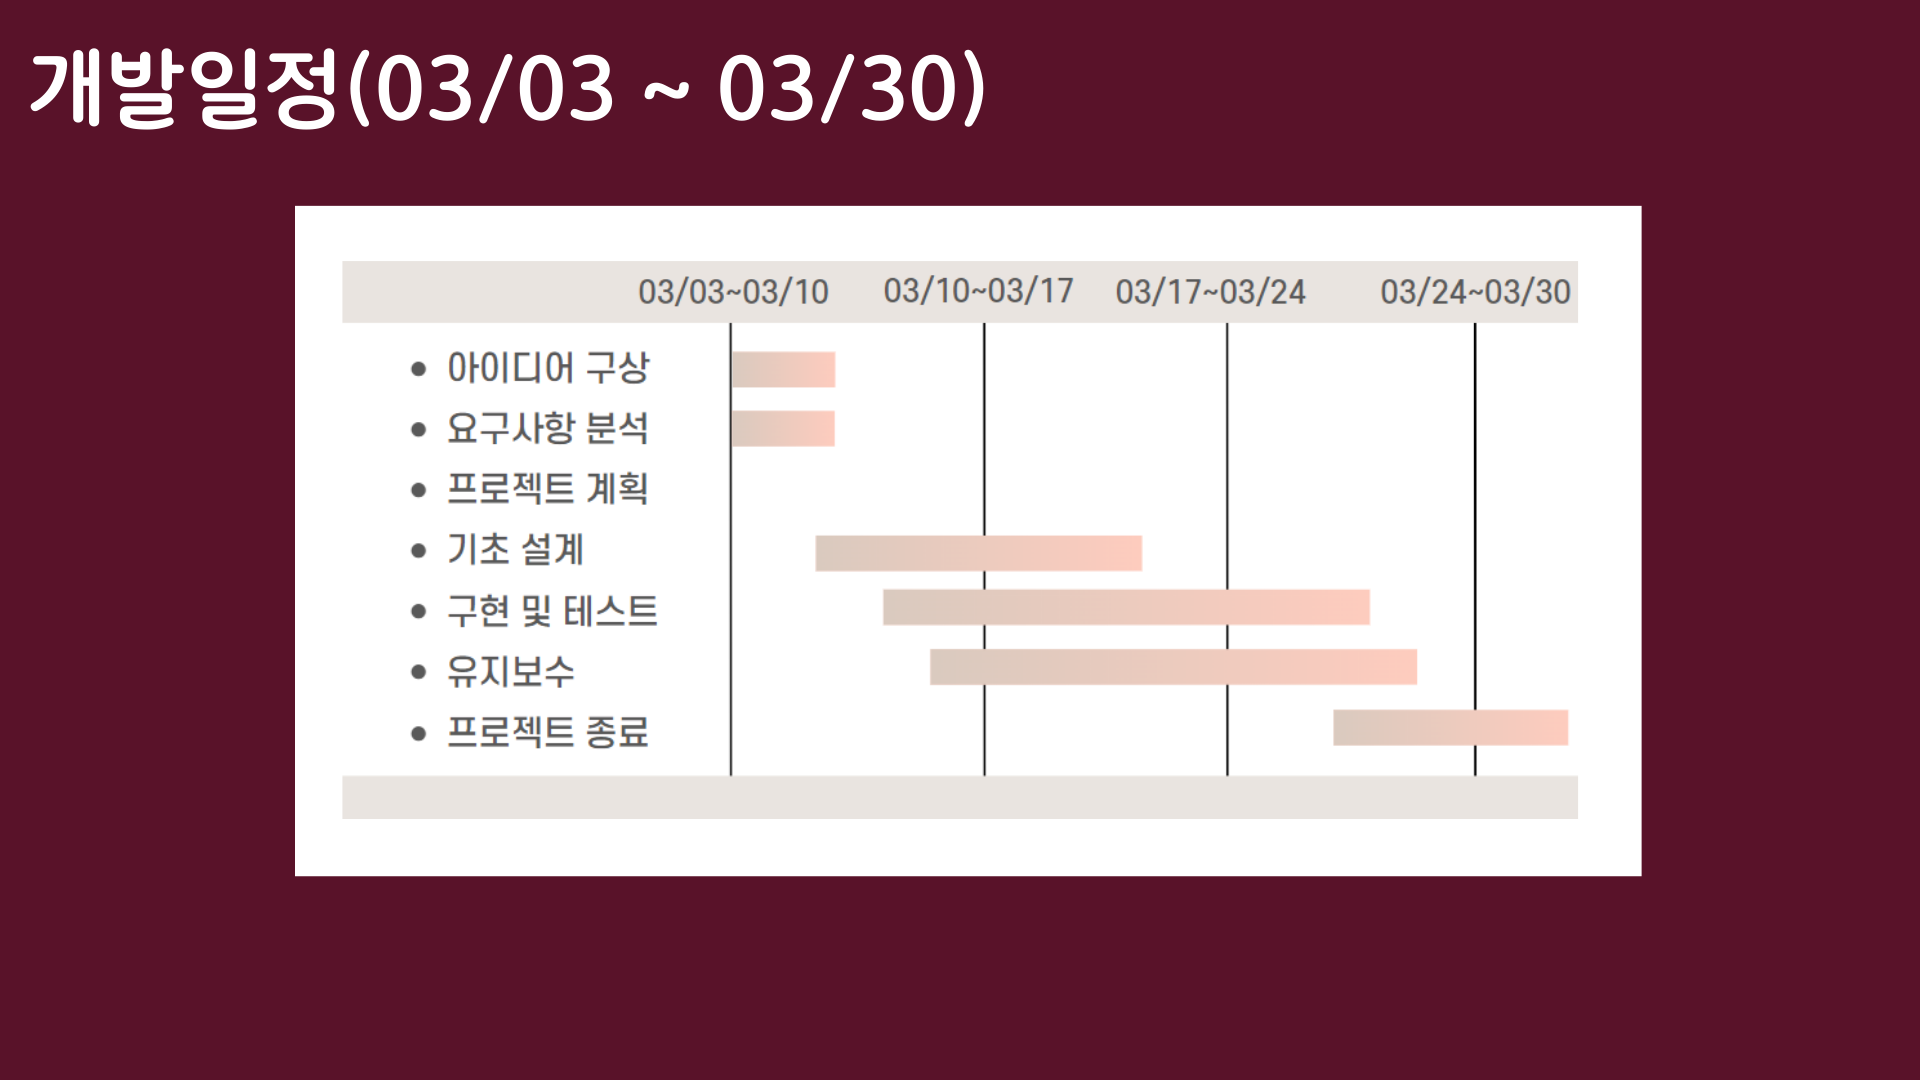 개발일정(03/03 ~ 03/30)
03/03~03/10 03/10~03/17 03/17~03/24 03/24~03/30
• 아이디어 구상
• 요구사항 분석
• 프로젝트 계획
• 기초 설계
• 구현 및 테스트
• 유지보수
• 프로젝트 종료